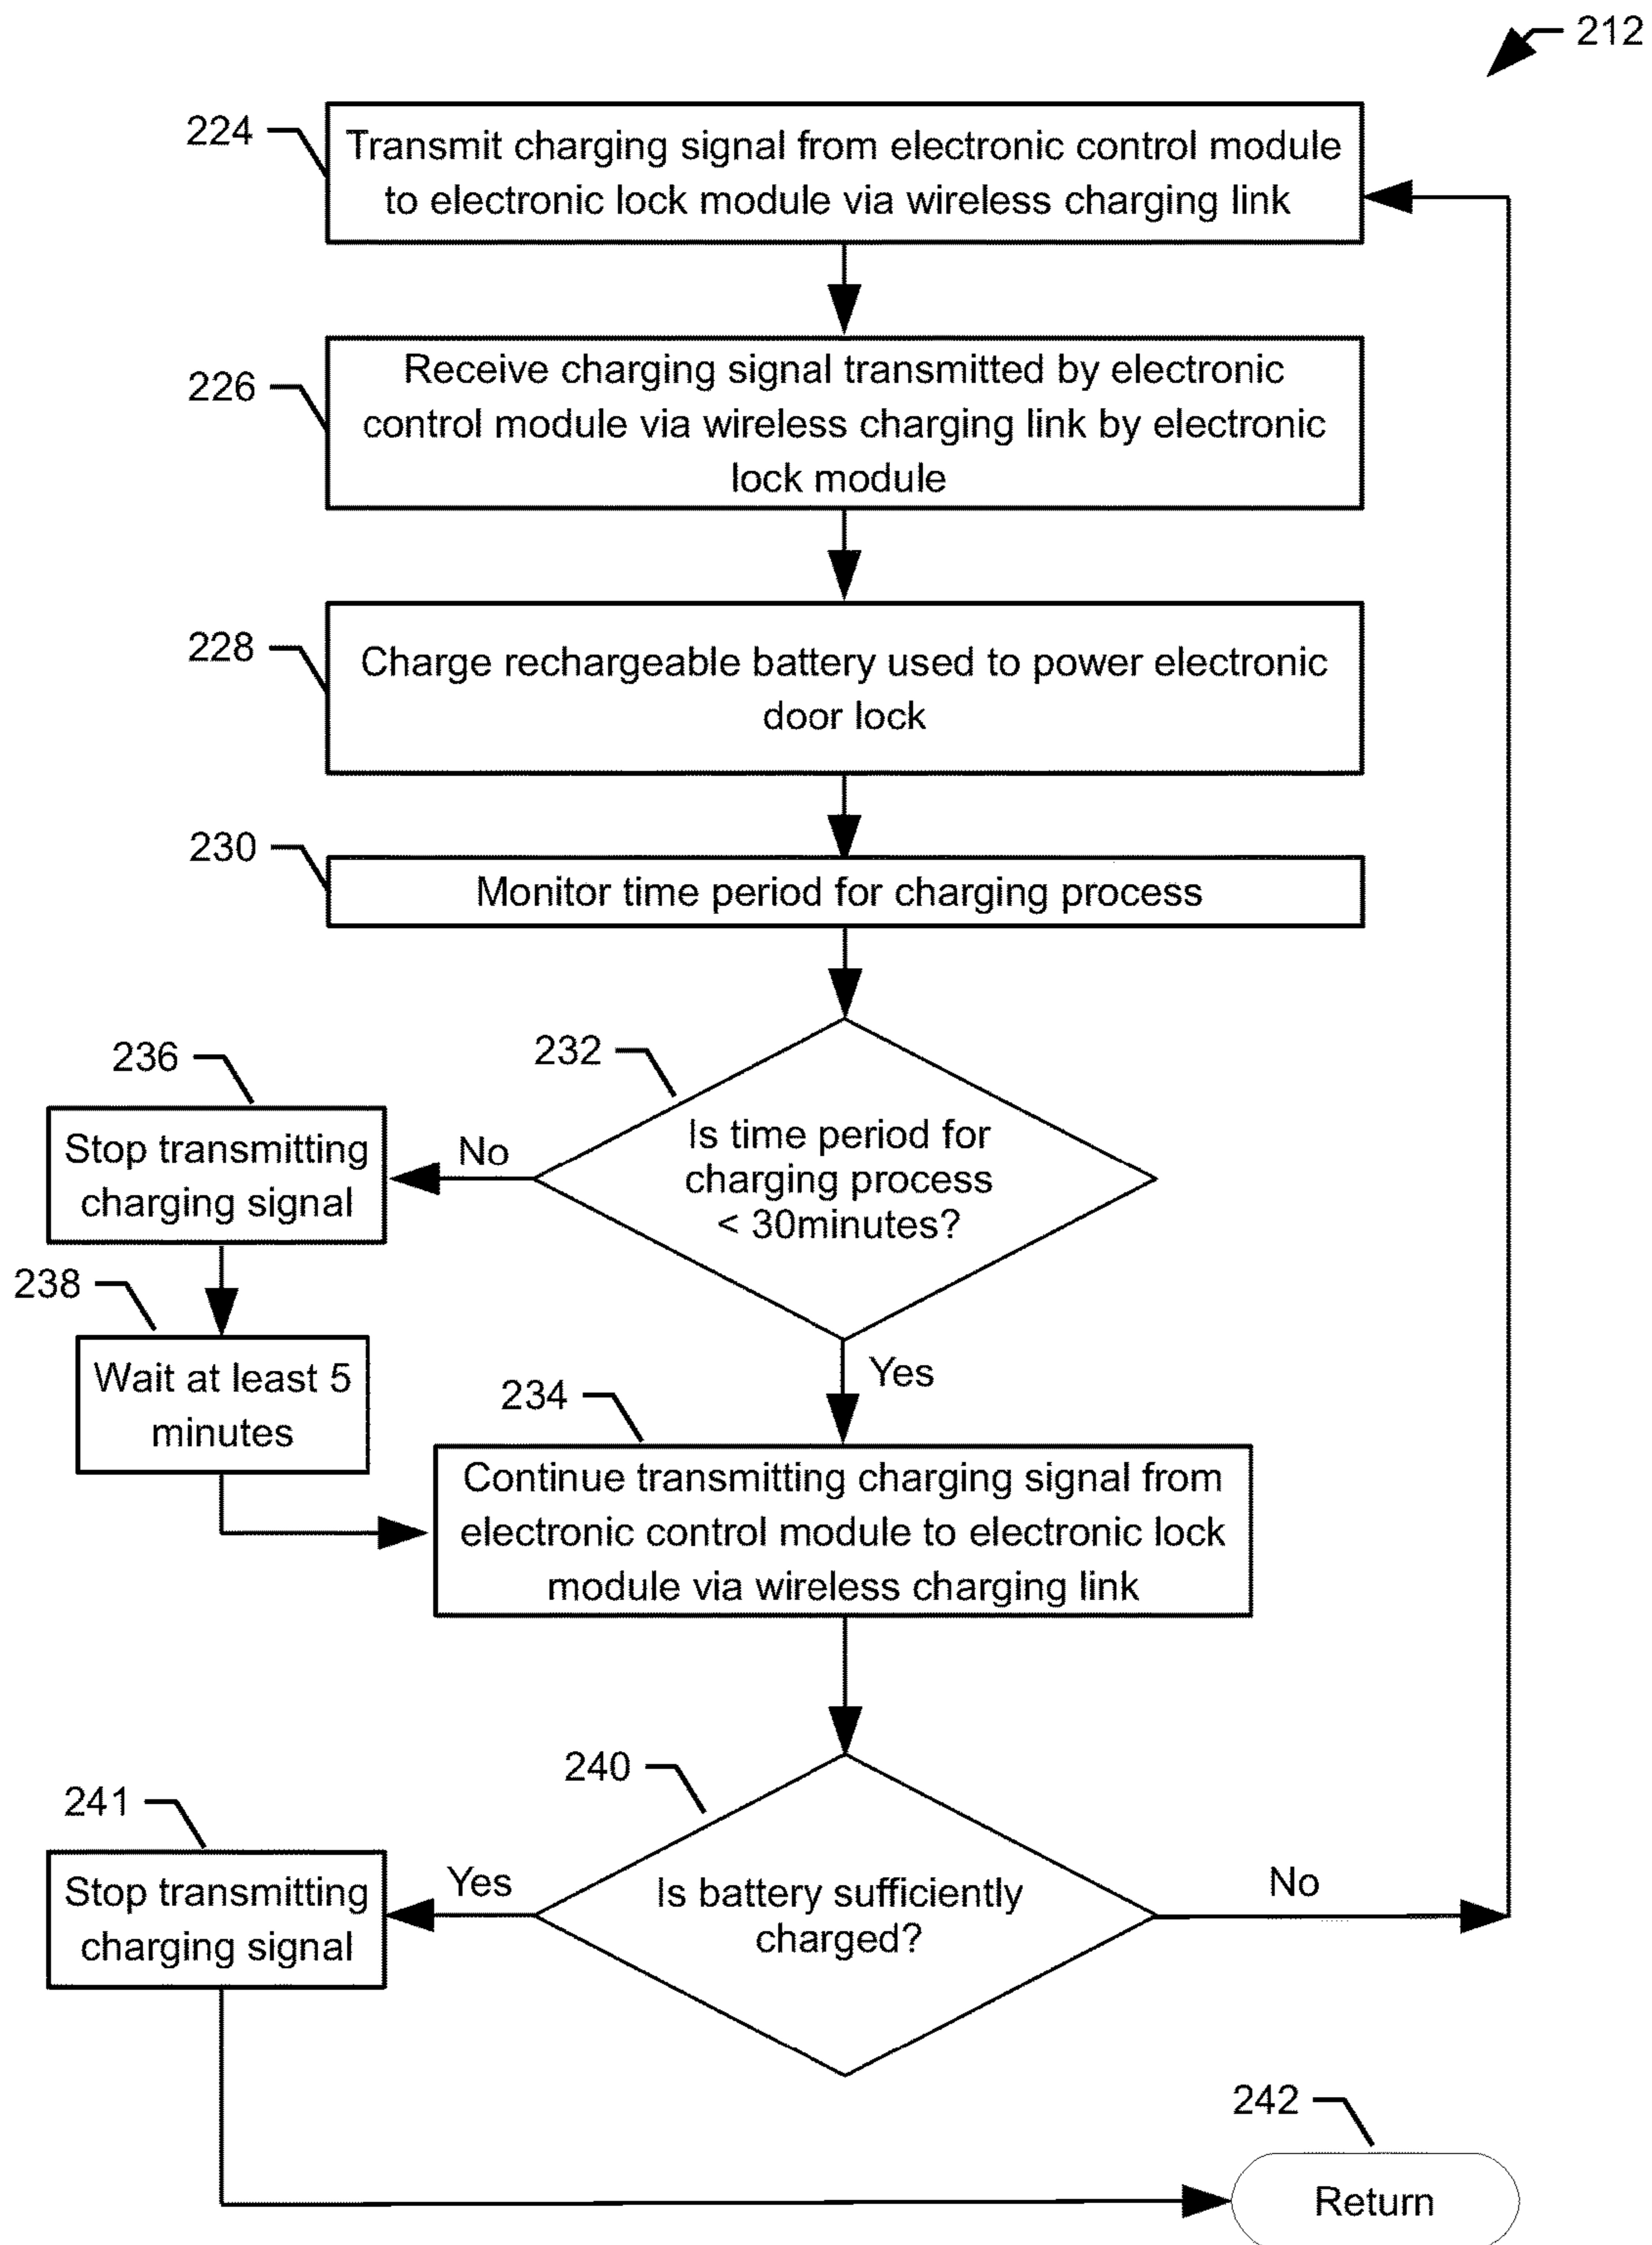 212
224
Transmit charging signal from electronic control module
to electronic lock module via wireless charging link
226
Receive charging signal transmitted by electronic
control module via wireless charging link by electronic
lock module
228
Charge rechargeable battery used to power electronic
door lock
230
Monitor time period for charging process
232
Is time period for
charging process
< 30minutes?
No
236
Stop transmitting
charging signal
238
Wait at least 5
minutes
Yes
234
Continue transmitting charging signal from
electronic control module to electronic lock
module via wireless charging link
240
Is battery sufficiently
charged?
No
Yes
241
Stop transmitting
charging signal
242
Return